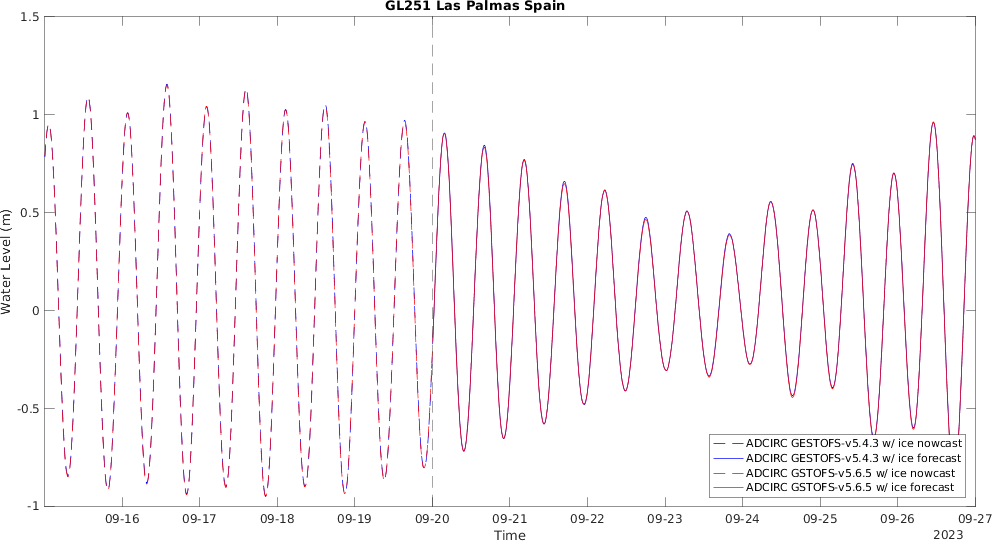 GL251 Las Palmas Spain
1.5
1
0.5
0
-0.5
-1
Water Level (m)
ADCIRC GESTOFS-v5.4.3 w/ ice nowcast
ADCIRC GESTOFS-v5.4.3 w/ ice forecast
ADCIRC GSTOFS-v5.6.5 w/ ice nowcast
ADCIRC GSTOFS-v5.6.5 w/ ice forecast
09-16 09-17 09-18 09-19 09-20 09-21 09-22 09-23 09-24 09-25 09-26 09-27
Time
2023